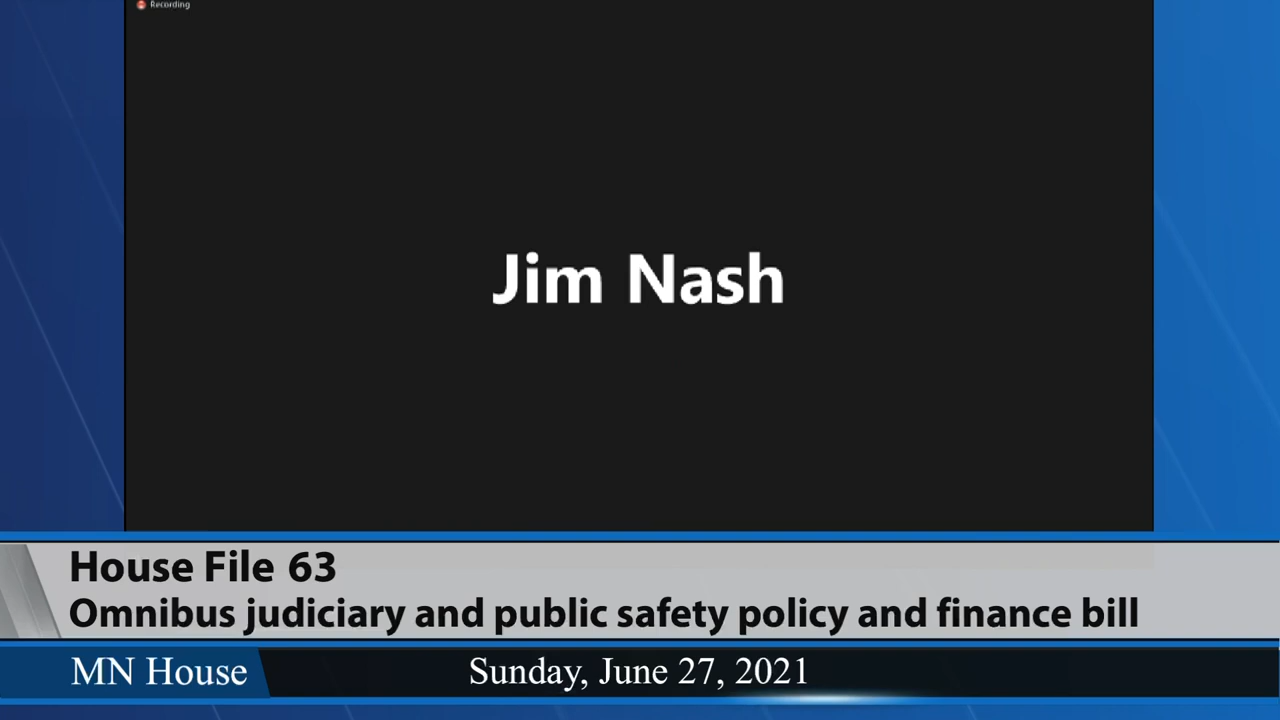 Recording
Jim Nash
House File 63
Omnibus judiciary and public safety policy and finance bill
MN House
Sunday, June 27, 2021